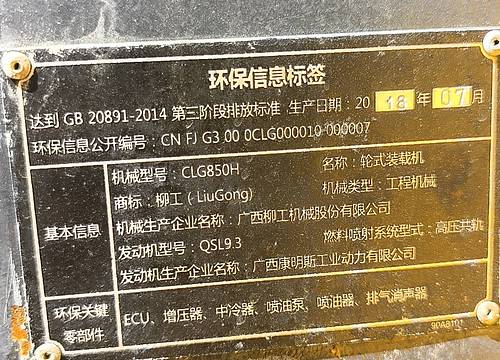 环保信息标签
达到 GB 20891-2014 第三阶段排放标准 生产日期: 20 18 年 07 月
环保信息公开编号: CN FJ G3 00 0CLG000010 000007
机械型号: CLG850H 名称: 轮式装载机
商标: 柳工 (LiuGong) 机械类型: 工程机械
机械生产企业名称: 广西柳工机械股份有限公司
基本信息
发动机型号: QSL9.3 燃料喷射系统型式: 高压共轨
发动机生产企业名称: 广西康明斯工业动力有限公司
环保关键
零部件
ECU、增压器、中冷器、喷油泵、喷油器、排气消声器